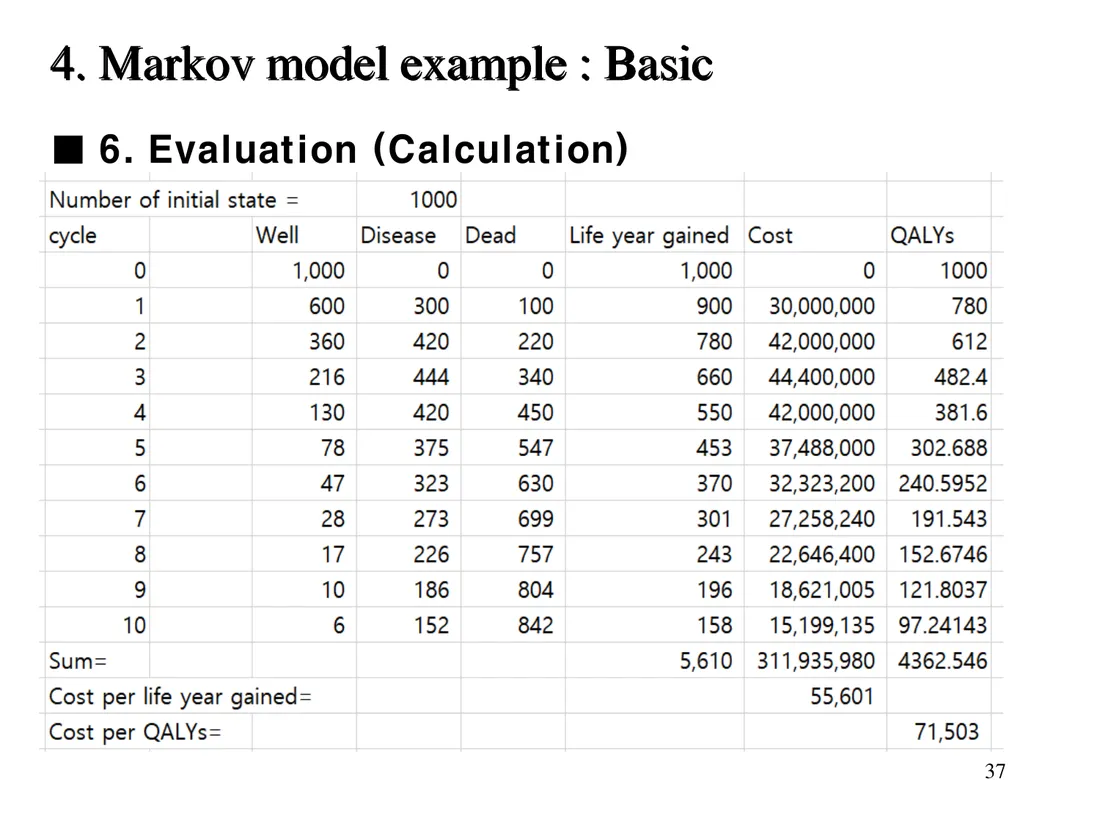 4. Markov model example : Basic
■ 6. Evaluation (Calculation)
Number of initial state = 1000
cycle Well Disease Dead Life year gained Cost QALYs
0 1,000 0 0 1,000 0 1000
1 600 300 100 900 30,000,000 780
2 360 420 220 780 42,000,000 612
3 216 444 340 660 44,400,000 482.4
4 130 420 450 550 42,000,000 381.6
5 78 375 547 453 37,488,000 302.688
6 47 323 630 370 32,323,200 240.5952
7 28 273 699 301 27,258,240 191.543
8 17 226 757 243 22,646,400 152.6746
9 10 186 804 196 18,621,005 121.8037
10 6 152 842 158 15,199,135 97.24143
Sum= 5,610 311,935,980 4362.546
Cost per life year gained= 55,601
Cost per QALYs= 71,503
37